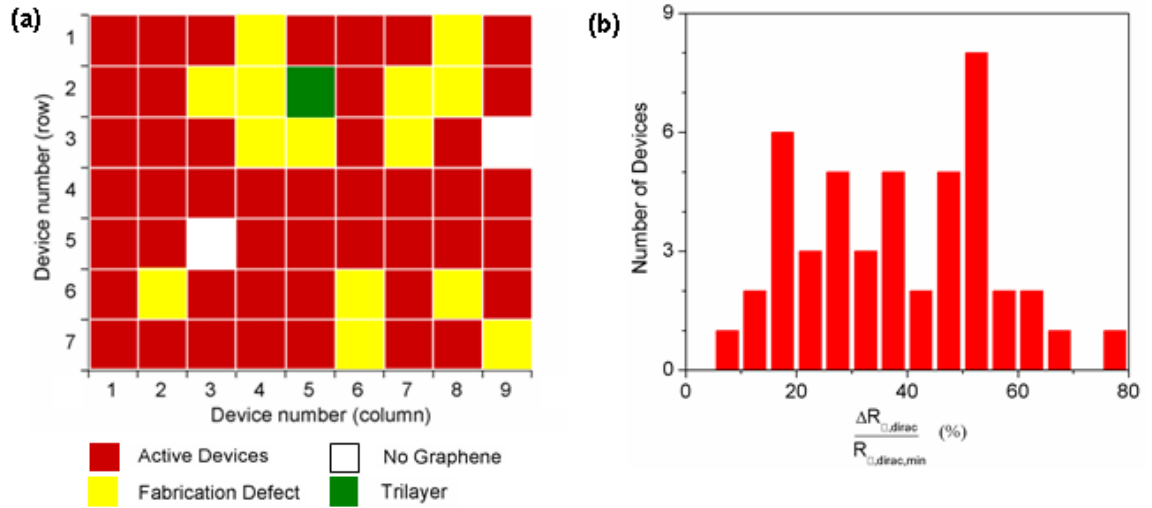 (a)
Device number (row)
1
2
3
4
5
6
7
1 2 3 4 5 6 7 8 9
Device number (column)
Active Devices
No Graphene
Fabrication Defect
Trilayer
(b)
Number of Devices
9
6
3
0
0 20 40 60 80
ΔR□,dirac
R□,dirac,min
(%)